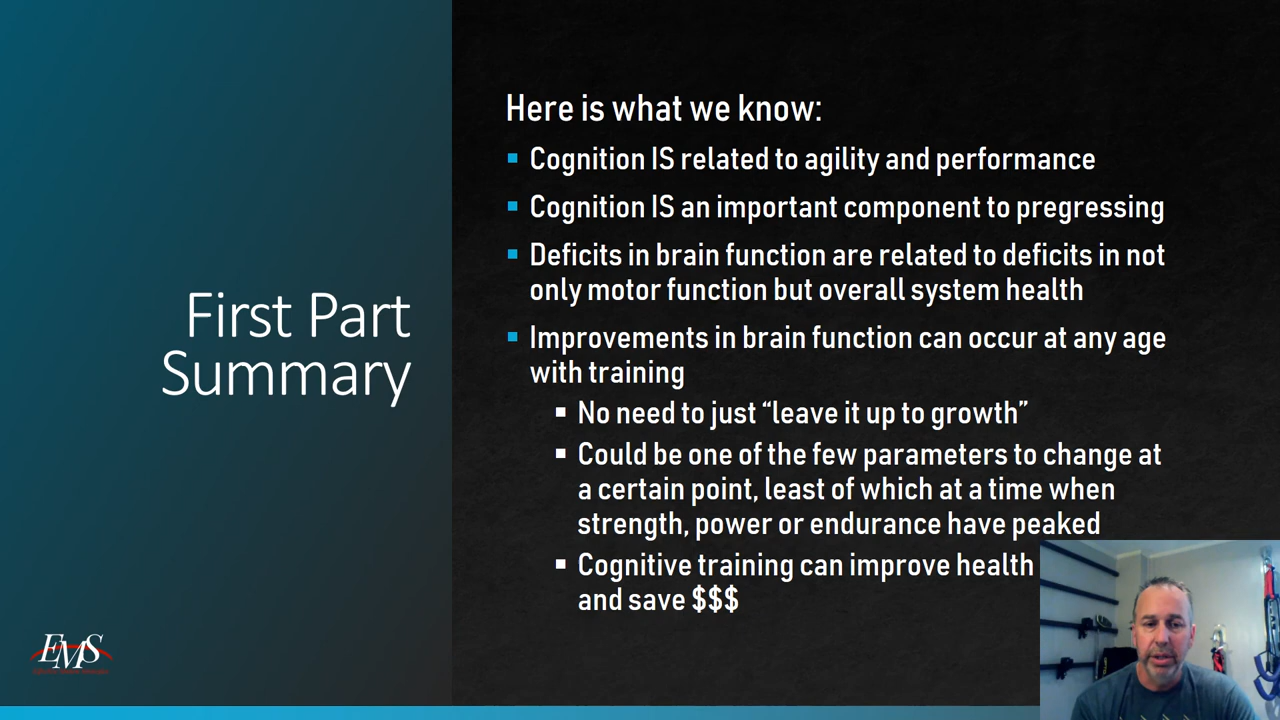 First Part
Summary
Here is what we know:
Cognition IS related to agility and performance
Cognition IS an important component to pregressing
Deficits in brain function are related to deficits in not
only motor function but overall system health
Improvements in brain function can occur at any age
with training
No need to just “leave it up to growth”
Could be one of the few parameters to change at
a certain point, least of which at a time when
strength, power or endurance have peaked
Cognitive training can improve health
and save $$$
EMS